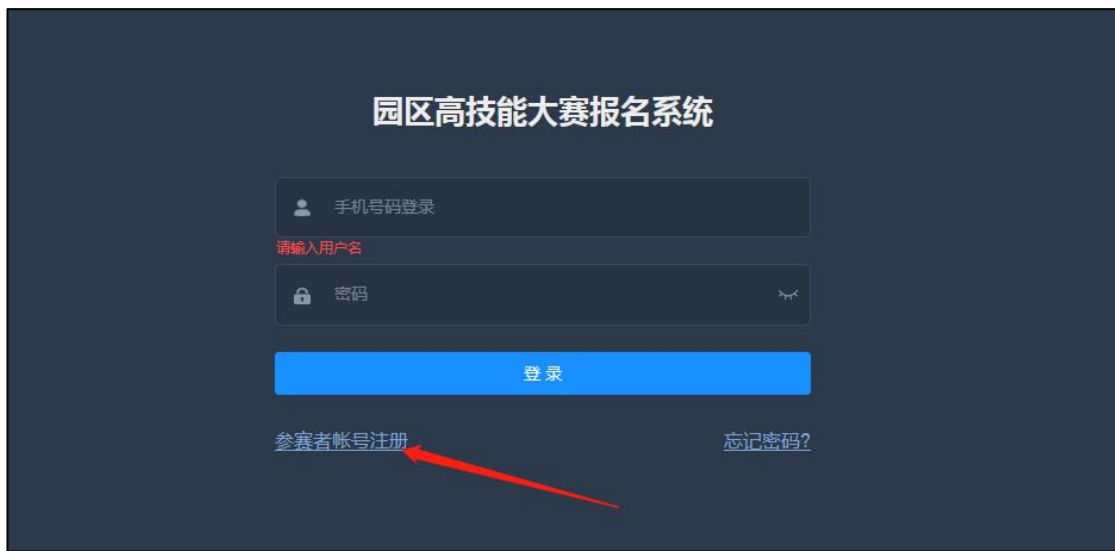 园区高技能大赛报名系统
手机号码登录
请输入用户名
密码
登录
参赛者帐号注册
忘记密码?